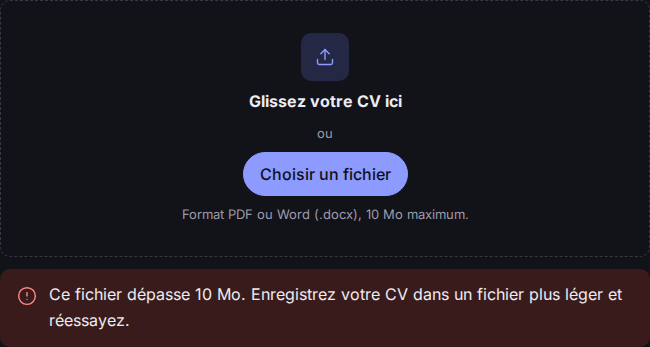 Glissez votre CV ici
ou
Choisir un fichier
Format PDF ou Word (.docx), 10 Mo maximum.
Ce fichier dépasse 10 Mo. Enregistrez votre CV dans un fichier plus léger et
réessayez.